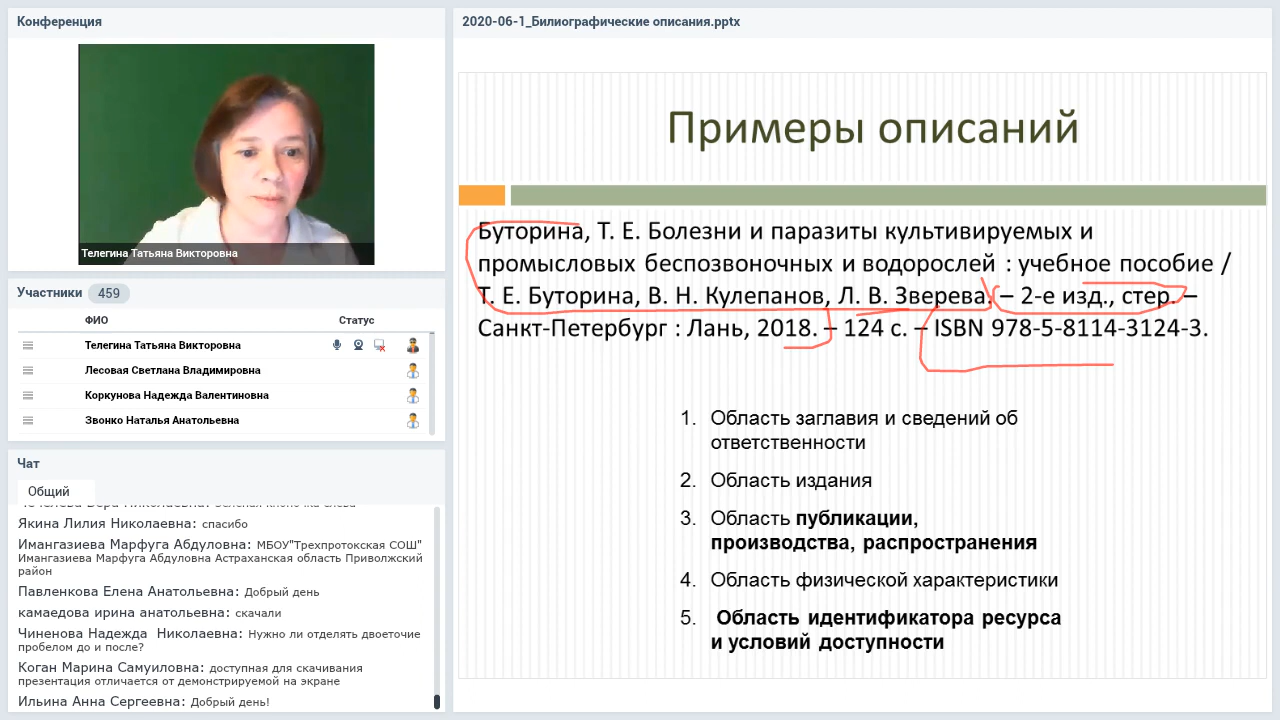 Конференция
Телегина Татьяна Викторовна
Участники 459
ФИО Статус
Телегина Татьяна Викторовна
Лесовая Светлана Владимировна
Коркунова Надежда Валентиновна
Звонко Наталья Анатольевна
Чат
Общий
Якина Лилия Николаевна: спасибо
Имангазиева Марфуга Абдуловна: МБОУ"Трехпротокская СОШ"
Имангазиева Марфуга Абдуловна Астраханская область Приволжский
район
Павленкова Елена Анатольевна: Добрый день
камаедова ирина анатольевна: скачали
Чиненова Надежда Николаевна: Нужно ли отделять двоеточие
пробелом до и после?
Коган Марина Самуиловна: доступная для скачивания
презентация отличается от демонстрируемой на экране
Ильина Анна Сергеевна: Добрый день!
2020-06-1_Билиографические описания.pptx
Примеры описаний
Буторина, Т. Е. Болезни и паразиты культивируемых и
промысловых беспозвоночных и водорослей : учебное пособие /
Т. Е. Буторина, В. Н. Кулепанов, Л. В. Зверева. – 2-е изд., стер. –
Санкт-Петербург : Лань, 2018. – 124 с. – ISBN 978-5-8114-3124-3.
1. Область заглавия и сведений об
ответственности
2. Область издания
3. Область публикации,
производства, распространения
4. Область физической характеристики
5. Область идентификатора ресурса
и условий доступности